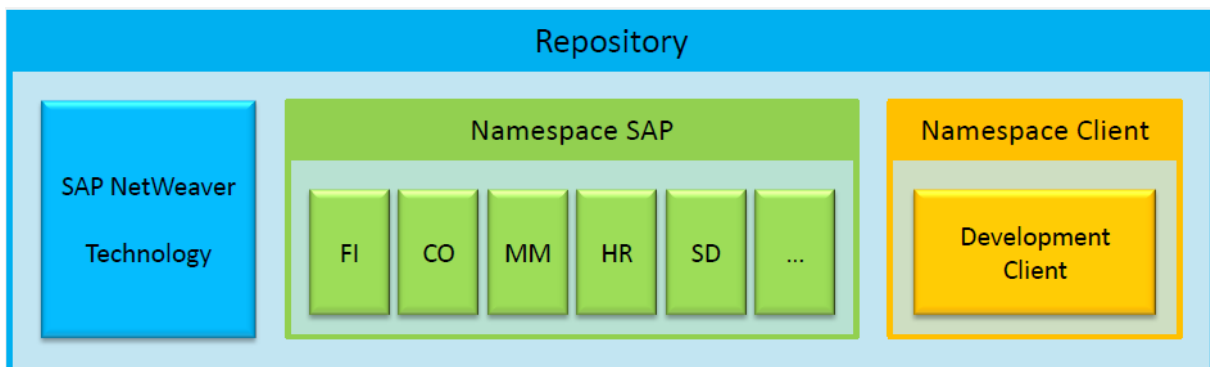 Repository
SAP NetWeaver
Technology
Namespace SAP
FI
CO
MM
HR
SD
...
Namespace Client
Development
Client